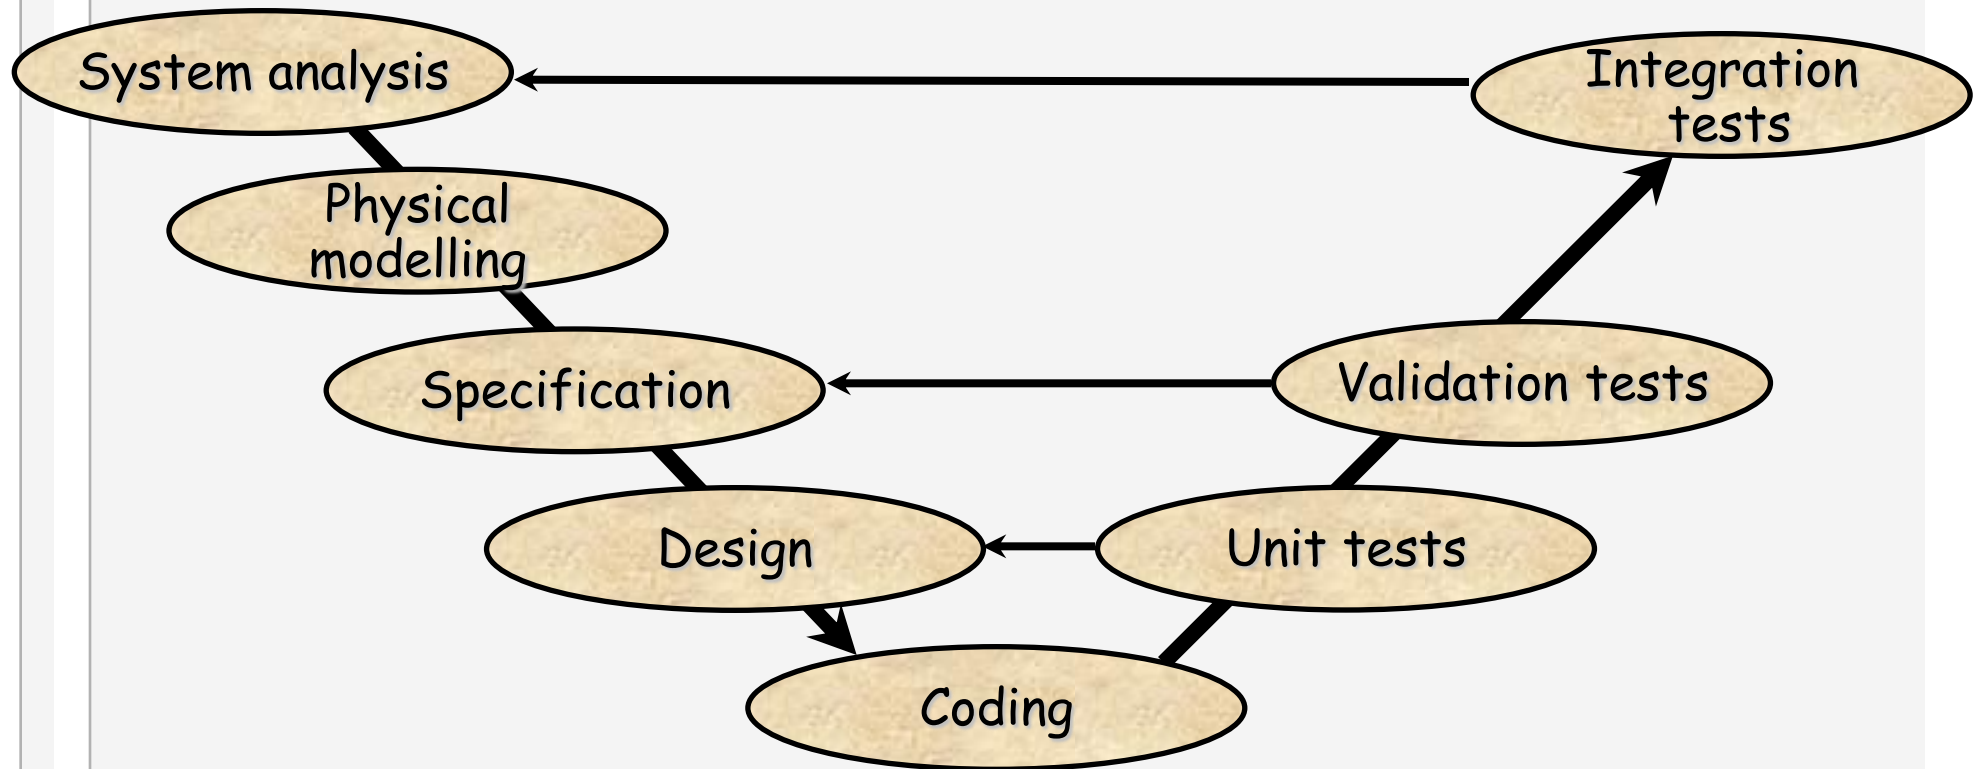 System analysis
Integration
tests
Physical
modelling
Specification
Validation tests
Design
Unit tests
Coding